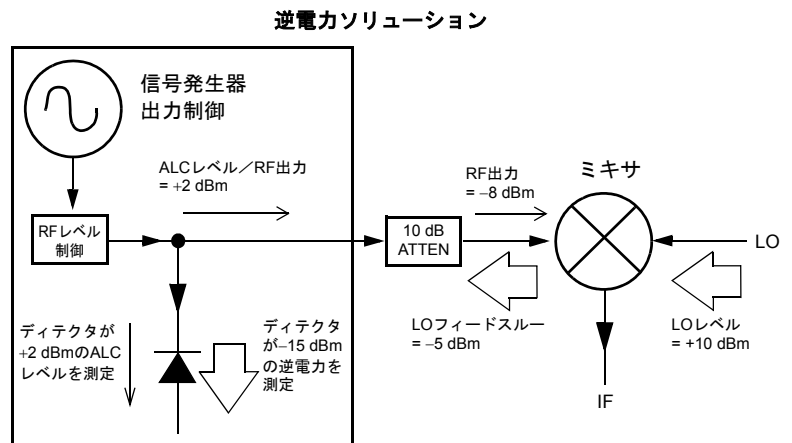 逆電力ソリューション
信号発生器
出力制御
ALCレベル／RF出力
= +2 dBm
RF出力
= −8 dBm
ミキサ
RFレベル
制御
10 dB
ATTEN
LO
ディテクタが
+2 dBmのALC
レベルを測定
ディテクタ
が−15 dBm
の逆電力を
測定
LOフィードスルー
= −5 dBm
LOレベル
= +10 dBm
IF